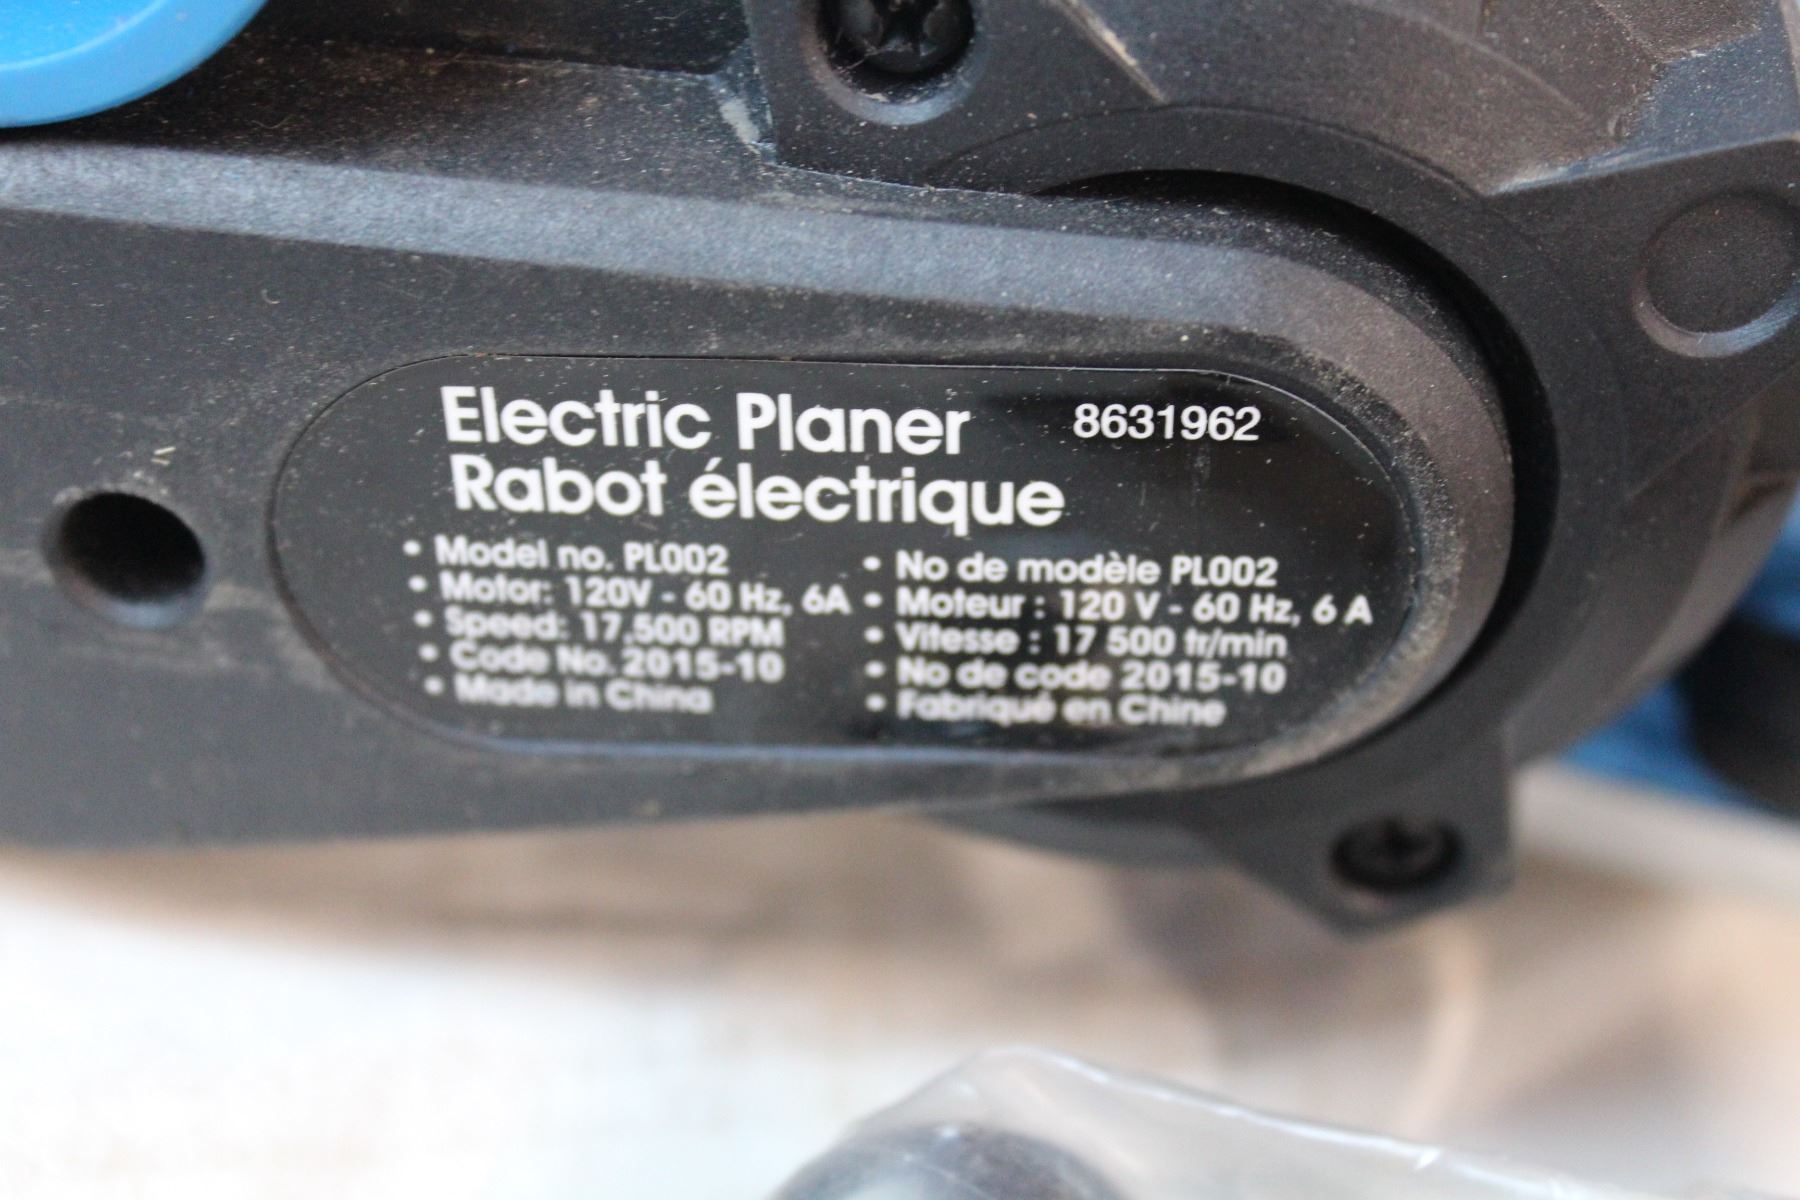 Electric Planer 8631962
Rabot électrique
• Model no. PL002
• Motor: 120V - 60 Hz, 6A
• Speed: 17,500 RPM
• Code No. 2015-10
• Made in China
• No de modèle PL002
• Moteur : 120 V - 60 Hz, 6 A
• Vitesse : 17 500 tr/min
• No de code 2015-10
• Fabriqué en Chine